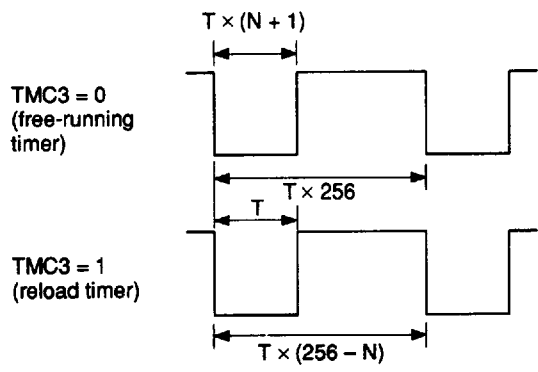 T × (N + 1)
TMC3 = 0
(free-running
timer)
T × 256
T
TMC3 = 1
(reload timer)
T × (256 – N)